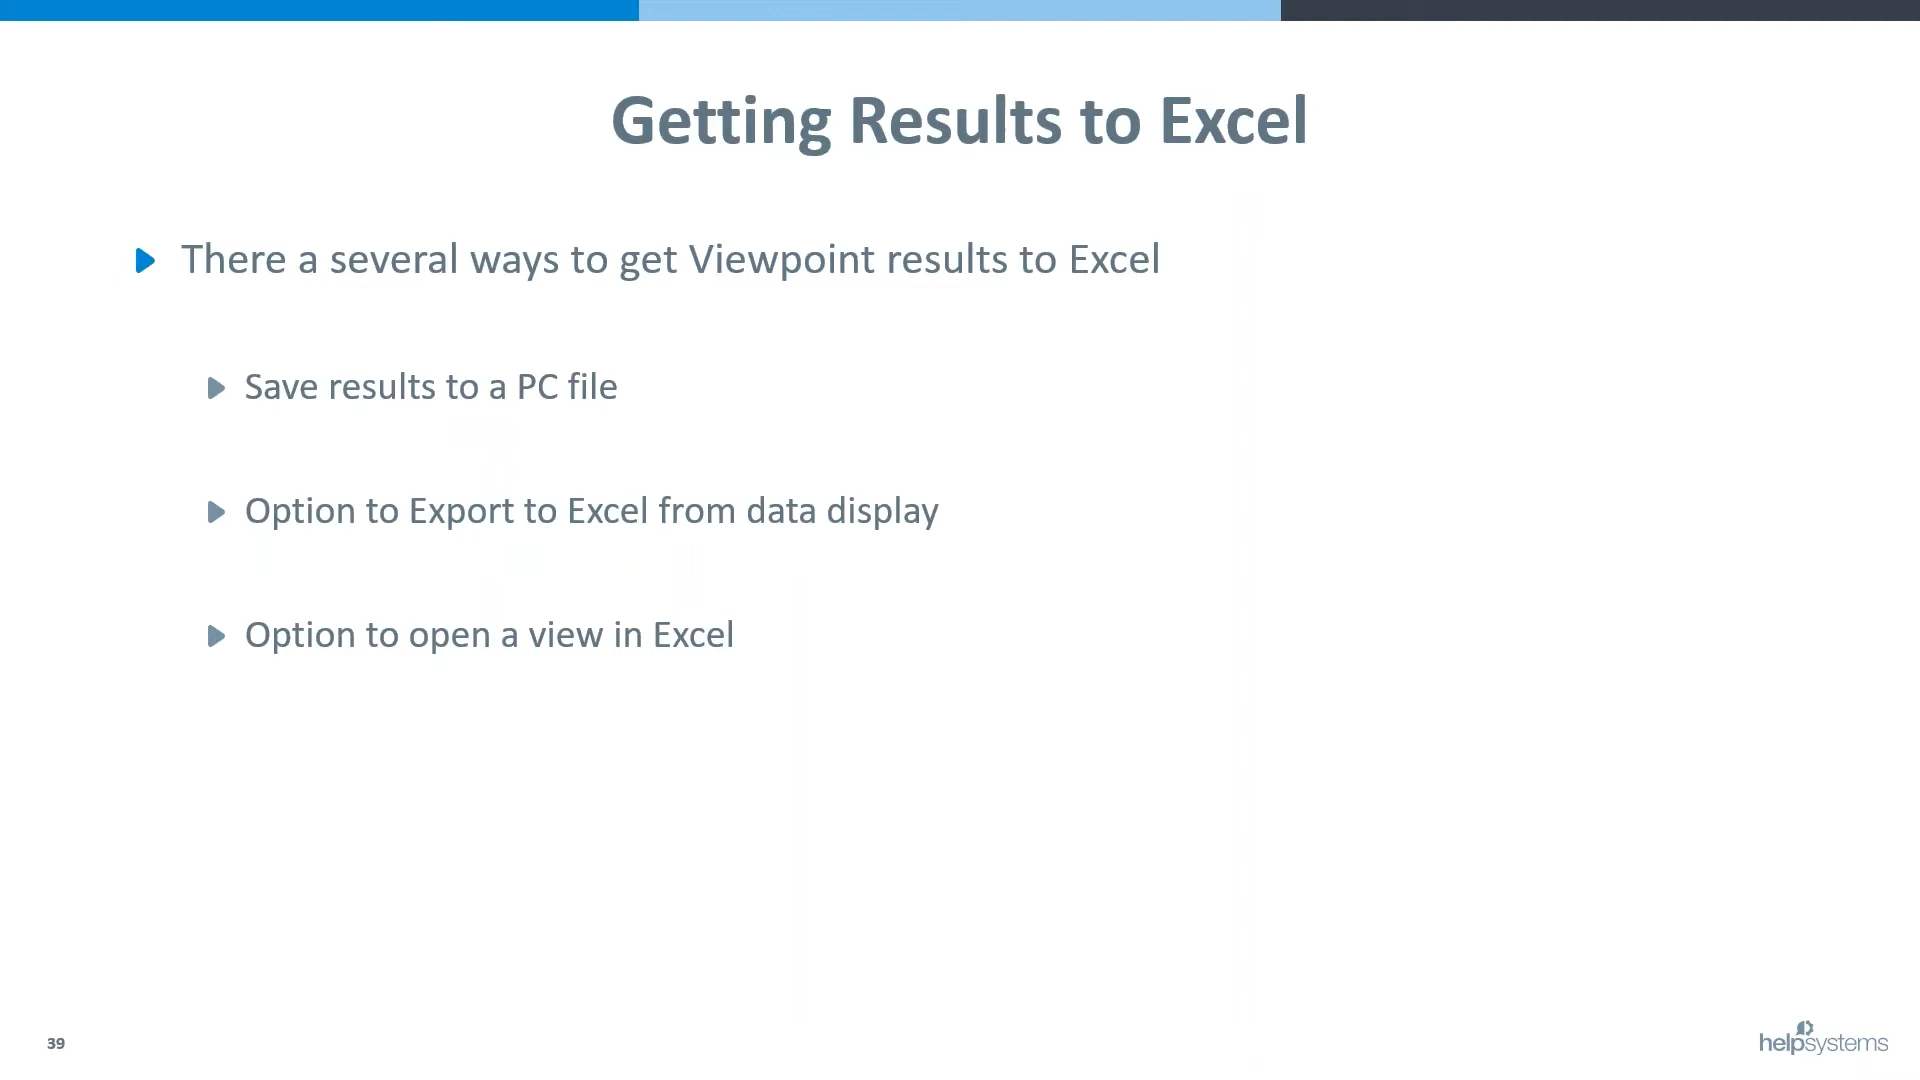 Getting Results to Excel
There a several ways to get Viewpoint results to Excel
Save results to a PC file
Option to Export to Excel from data display
Option to open a view in Excel
39
helpsystems